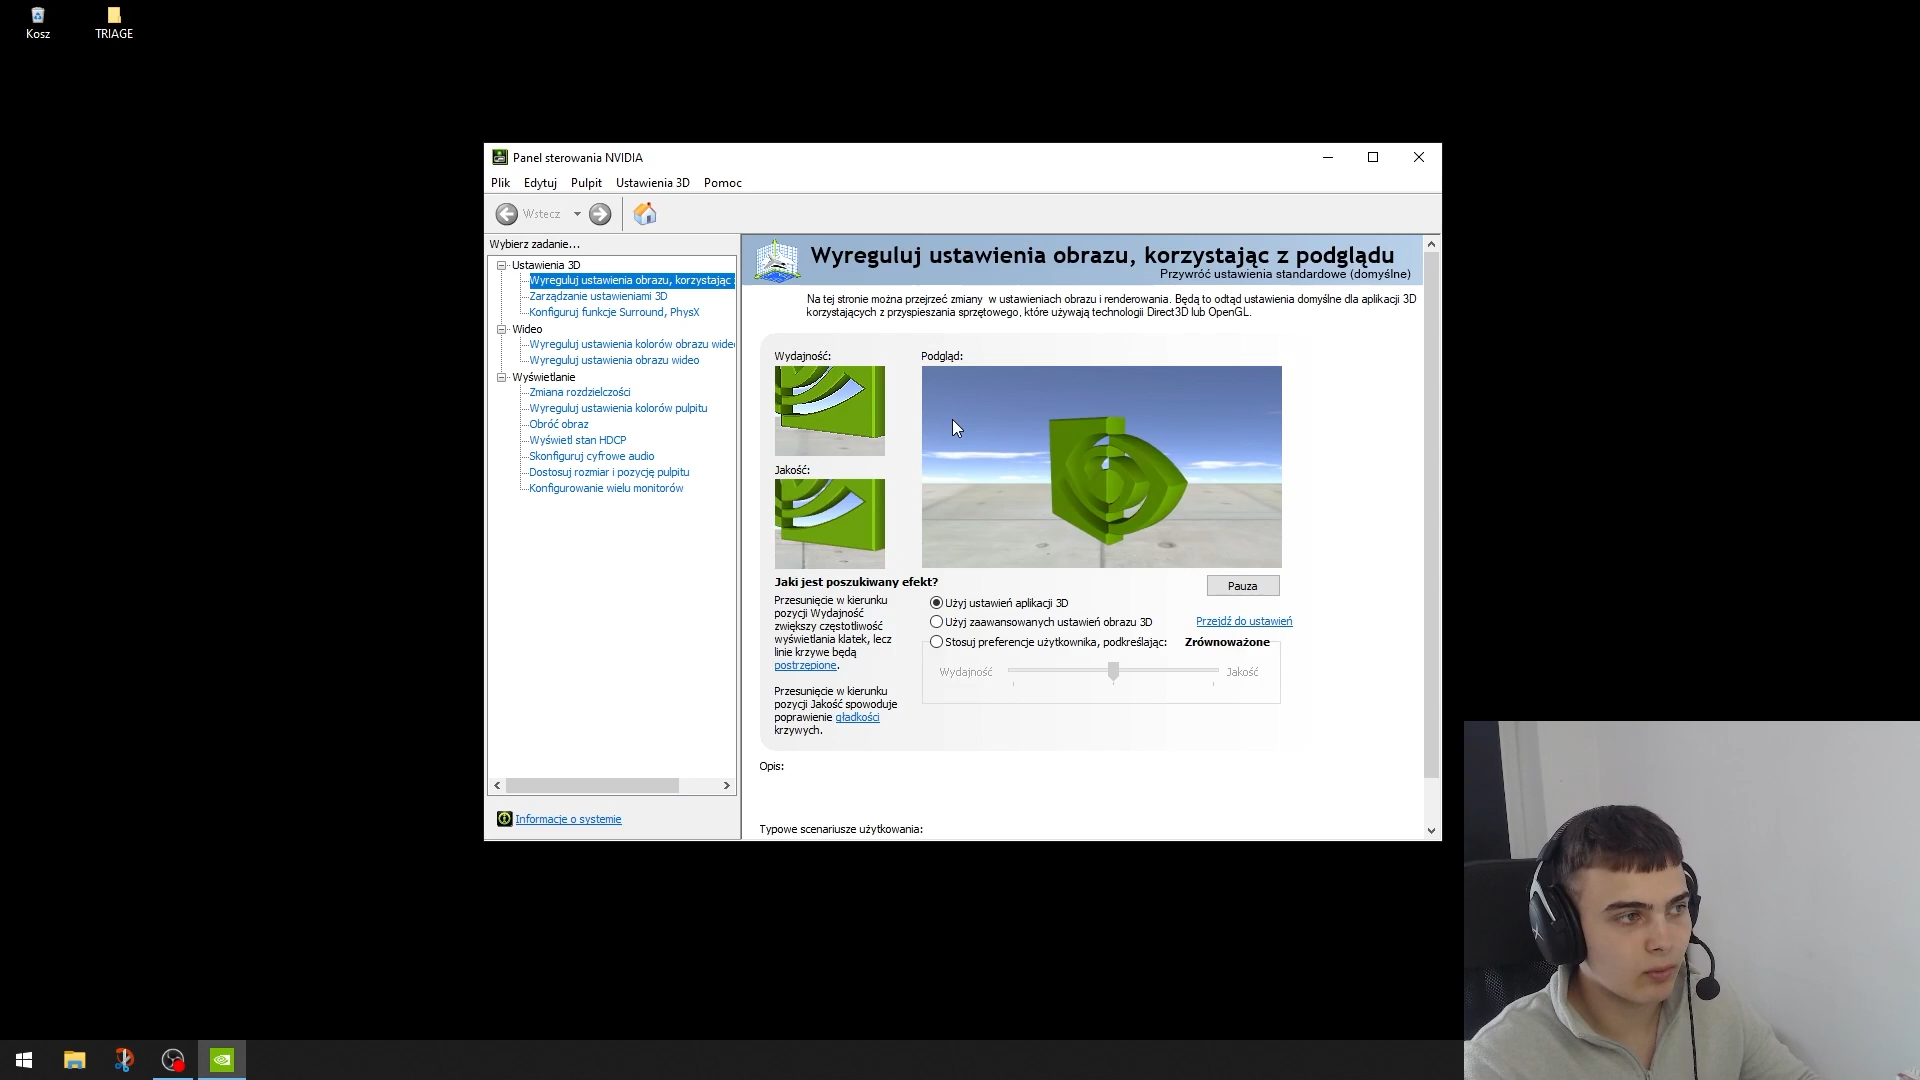 Kosz
TRIAGE
Panel sterowania NVIDIA
Plik Edytuj Pulpit Ustawienia 3D Pomoc
Wstecz
Wybierz zadanie...
Ustawienia 3D
Wyreguluj ustawienia obrazu, korzystając z
Zarządzanie ustawieniami 3D
Konfiguruj funkcje Surround, PhysX
Wideo
Wyreguluj ustawienia kolorów obrazu wideo
Wyreguluj ustawienia obrazu wideo
Wyświetlanie
Zmiana rozdzielczości
Wyreguluj ustawienia kolorów pulpitu
Obróć obraz
Wyświetl stan HDCP
Skonfiguruj cyfrowe audio
Dostosuj rozmiar i pozycję pulpitu
Konfigurowanie wielu monitorów
Informacje o systemie
Wyreguluj ustawienia obrazu, korzystając z podglądu
Przywróć ustawienia standardowe (domyślne)
Na tej stronie można przejrzeć zmiany w ustawieniach obrazu i renderowania. Będą to odtąd ustawienia domyślne dla aplikacji 3D
korzystających z przyspieszania sprzętowego, które używają technologii Direct3D lub OpenGL.
Wydajność:
Podgląd:
Jakość:
Jaki jest poszukiwany efekt?
Przesunięcie w kierunku
pozycji Wydajność
zwiększy częstotliwość
wyświetlania klatek, lecz
linie krzywe będą
postrzępione.
Przesunięcie w kierunku
pozycji Jakość spowoduje
poprawienie gładkości
krzywych.
Pauza
Użyj ustawień aplikacji 3D
Użyj zaawansowanych ustawień obrazu 3D
Przejdź do ustawień
Stosuj preferencje użytkownika, podkreślając: Zrównoważone
Wydajność Jakość
Opis:
Typowe scenariusze użytkowania: